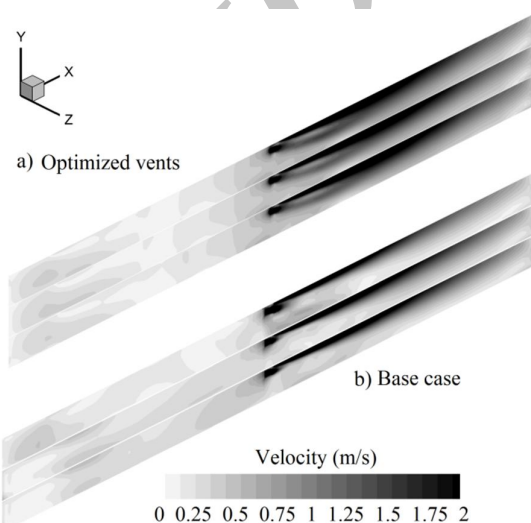 Y
X
Z
a) Optimized vents
b) Base case
Velocity (m/s)
0 0.25 0.5 0.75 1 1.25 1.5 1.75 2